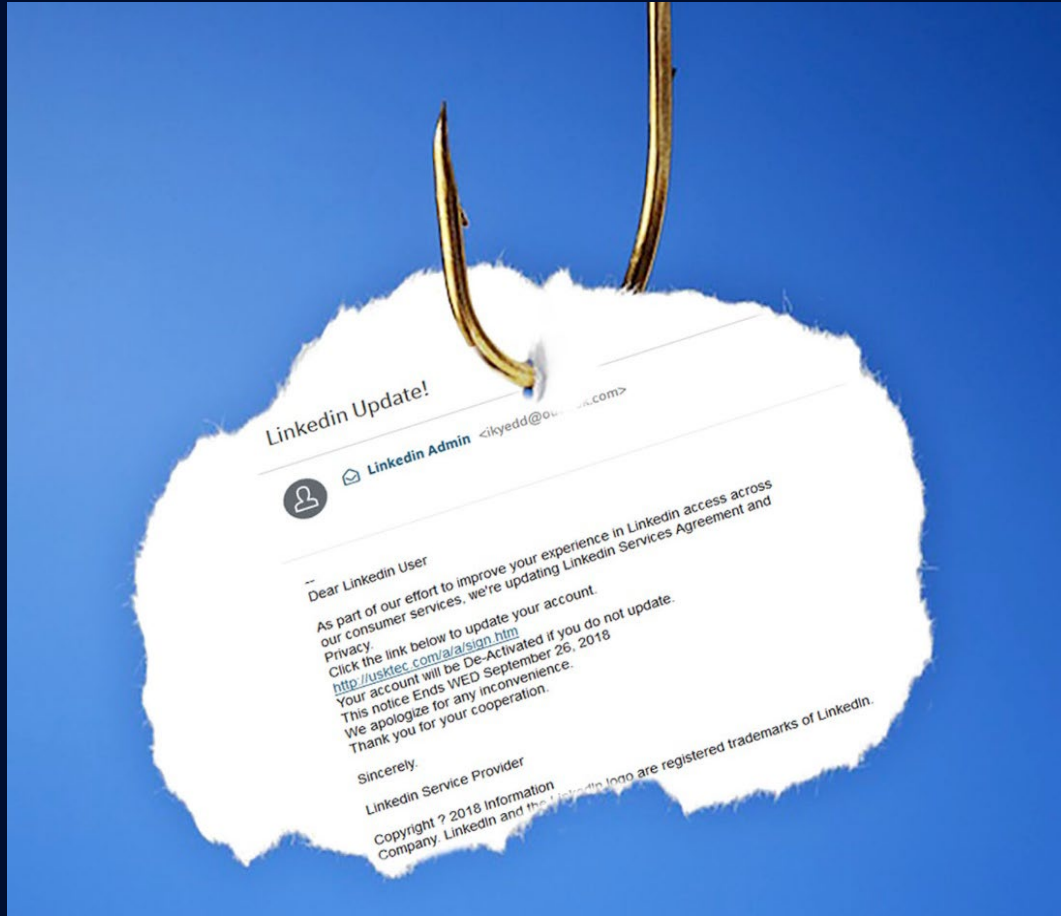 Linkedin Update!
Linkedin Admin
--
Dear Linkedin User
As part of our effort to improve your experience in Linkedin access across
our consumer services, we're updating Linkedin Services Agreement and
Privacy.
Click the link below to update your account.
http://usktec.com/a/a/sign.htm
Your account will be De-Activated if you do not update.
This notice Ends WED September 26, 2018
We apologize for any inconvenience.
Thank you for your cooperation.
Sincerely.
Linkedin Service Provider
Copyright ? 2018 Information
Company. LinkedIn and the LinkedIn logo are registered trademarks of LinkedIn.